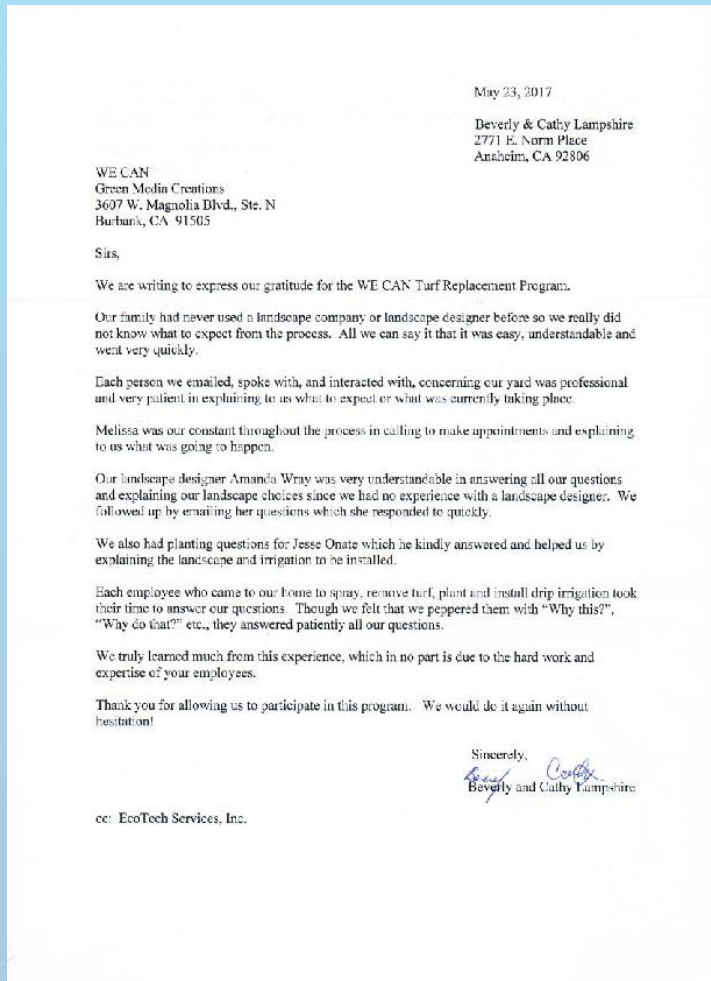 May 23, 2017
Beverly & Cathy Lampshire
2771 E. Norm Place
Anaheim, CA 92806
WE CAN
Green Media Creations
3607 W. Magnolia Blvd., Ste. N
Burbank, CA 91505
Sirs,
We are writing to express our gratitude for the WE CAN Turf Replacement Program.
Our family had never used a landscape company or landscape designer before so we really did
not know what to expect from the process. All we can say it that it was easy, understandable and
went very quickly.
Each person we emailed, spoke with, and interacted with, concerning our yard was professional
and very patient in explaining to us what to expect or what was currently taking place.
Melissa was our constant throughout the process in calling to make appointments and explaining
to us what was going to happen.
Our landscape designer Amanda Wray was very understandable in answering all our questions
and explaining our landscape choices since we had no experience with a landscape designer. We
followed up by emailing her questions which she responded to quickly.
We also had planting questions for Jesse Onate which he kindly answered and helped us by
explaining the landscape and irrigation to be installed.
Each employee who came to our home to spray, remove turf, plant and install drip irrigation took
their time to answer our questions. Though we felt that we peppered them with “Why this?”,
“Why do that?” etc., they answered patiently all our questions.
We truly learned much from this experience, which in no part is due to the hard work and
expertise of your employees.
Thank you for allowing us to participate in this program. We would do it again without
hesitation!
Sincerely,
Beverly and Cathy Lampshire
cc: EcoTech Services, Inc.